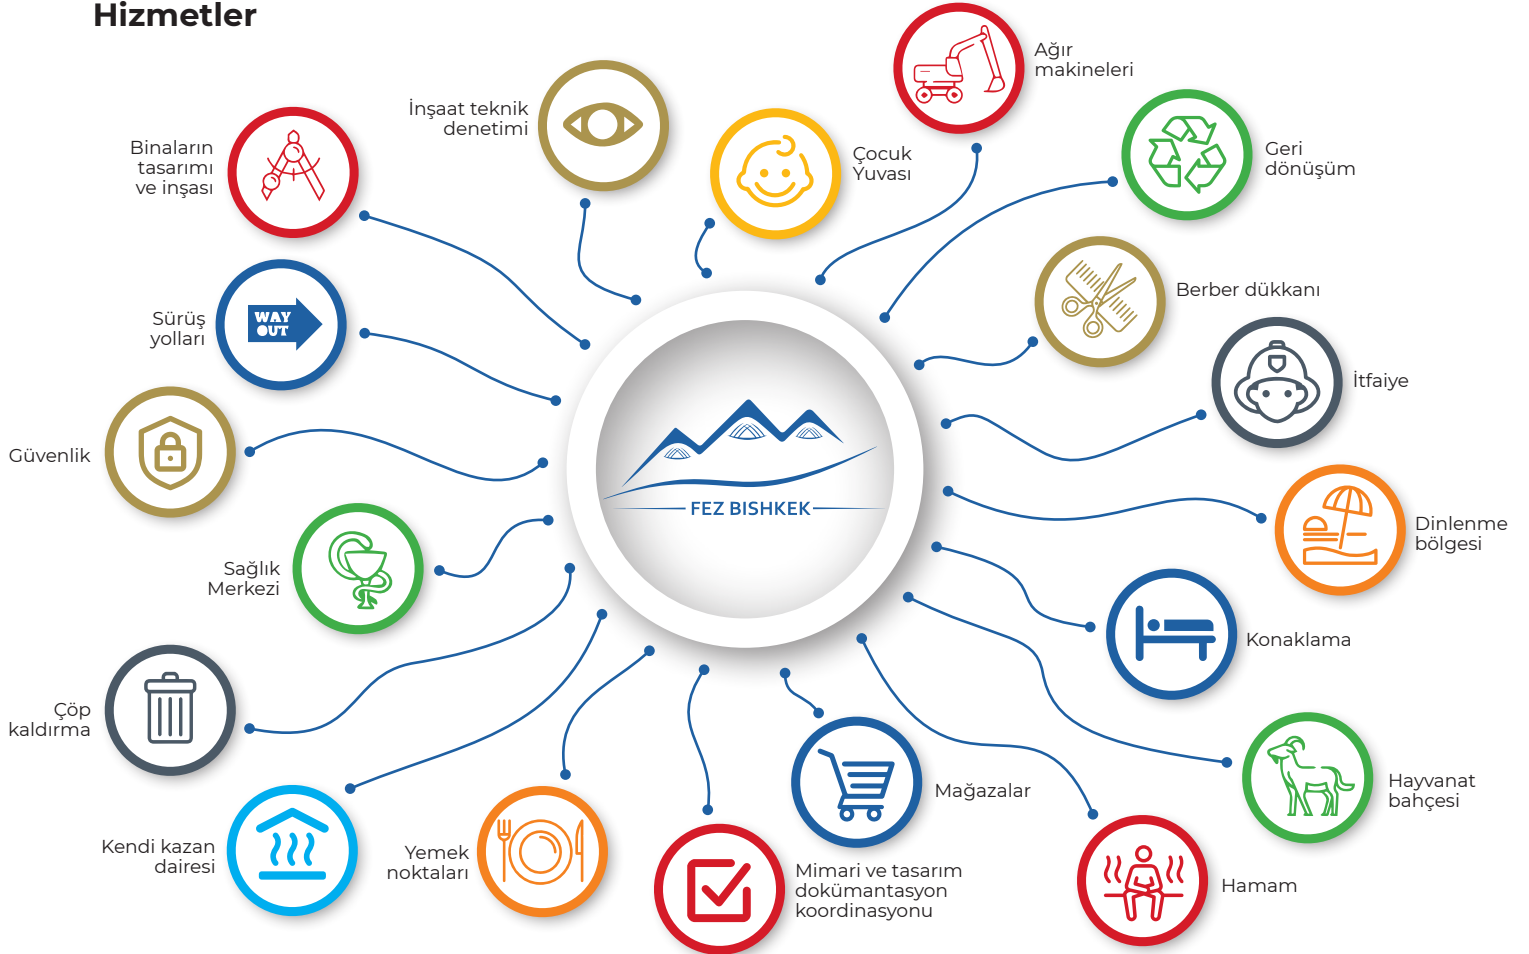 Hizmetler
Ağır
makineleri
İnşaat teknik
denetimi
Çocuk
Yuvası
Geri
dönüşüm
Binaların
tasarımı
ve inşası
Berber dükkanı
Sürüş
yolları
WAY
OUT
İtfaiye
Güvenlik
FEZ BISHKEK
Dinlenme
bölgesi
Sağlık
Merkezi
Konaklama
Çöp
kaldırma
Mağazalar
Hayvanat
bahçesi
Kendi kazan
dairesi
Yemek
noktaları
Mimari ve tasarım
dokümantasyon
koordinasyonu
Hamam